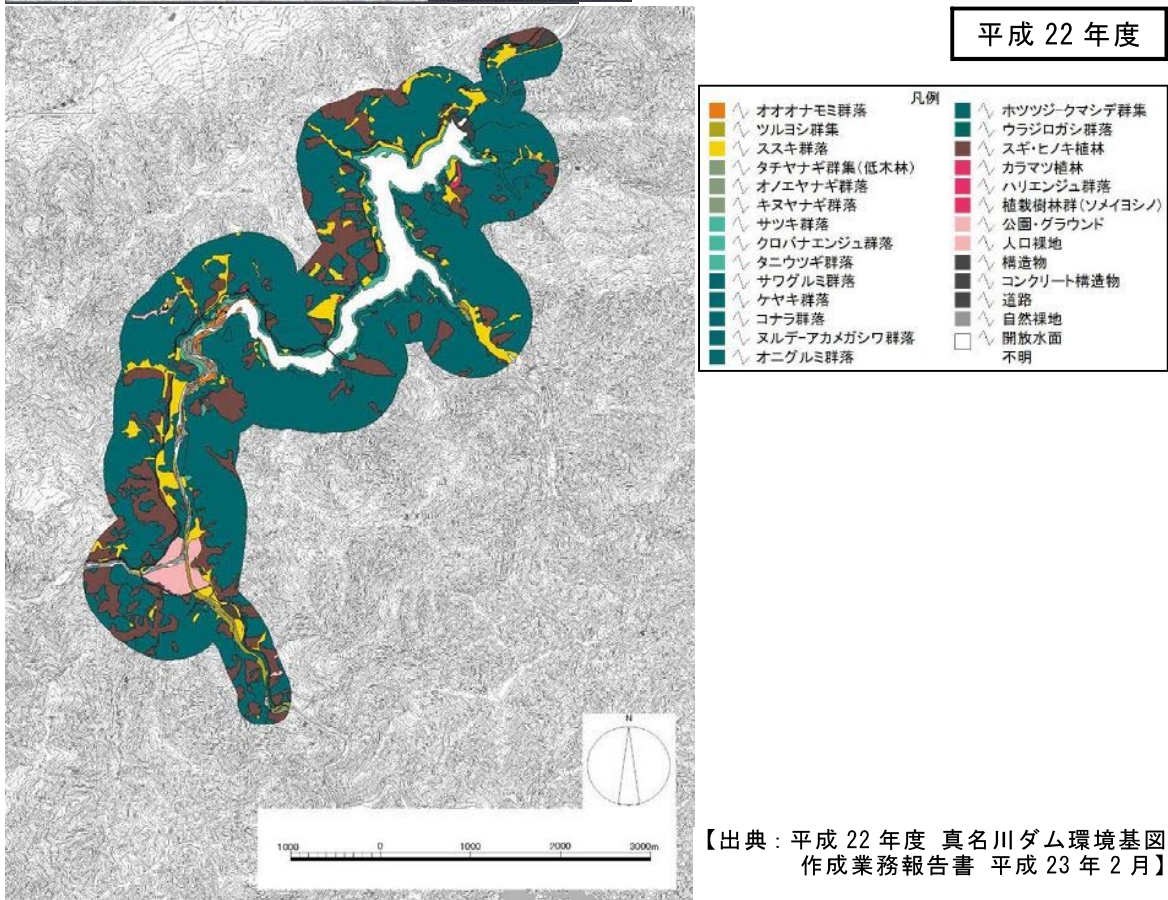 平成 22 年度
凡例
オオオナモミ群落
ツルヨシ群集
ススキ群落
タチヤナギ群集(低木林)
オノエヤナギ群落
キヌヤナギ群落
サツキ群落
クロバナエンジュ群落
タニウツギ群落
サワグルミ群落
ケヤキ群落
コナラ群落
ヌルデーアカメガシワ群落
オニグルミ群落
ホツツジークマシデ群集
ウラジロガシ群落
スギ・ヒノキ植林
カラマツ植林
ハリエンジュ群落
植栽樹林群(ソメイヨシノ)
公園・グラウンド
人口裸地
構造物
コンクリート構造物
道路
自然裸地
開放水面
不明
N
1000 0 1000 2000 3000m
【出典:平成 22 年度 真名川ダム環境基図
作成業務報告書 平成 23 年 2 月】